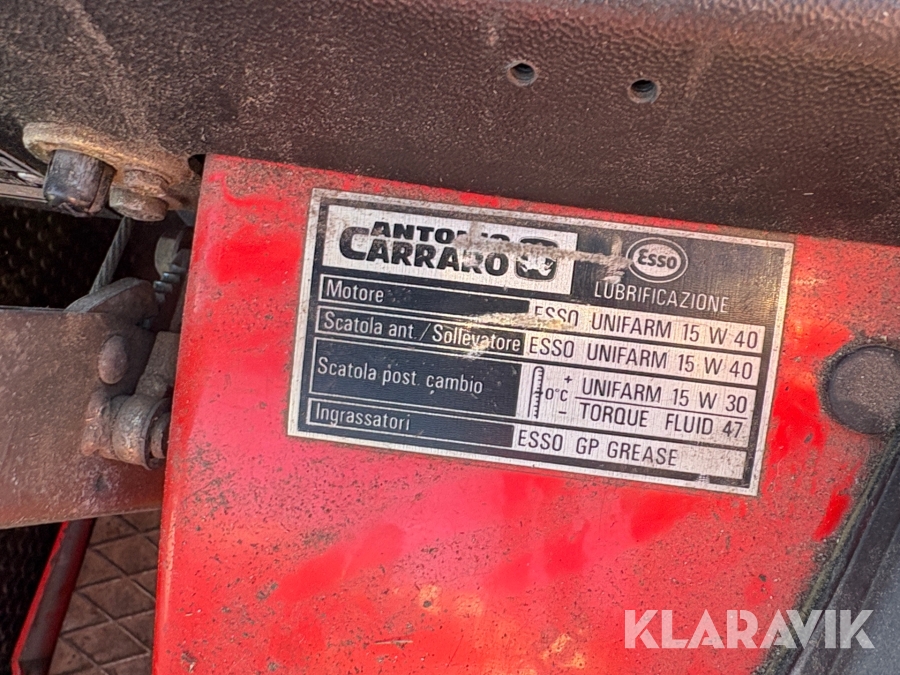 ANTONIO
CARRARO
Esso
LUBRIFICAZIONE
Motore ESSO UNIFARM 15 W 40
Scatola ant./Sollevatore ESSO UNIFARM 15 W 40
Scatola post. cambio + 0°C - UNIFARM 15 W 30
TORQUE FLUID 47
Ingrassatori ESSO GP GREASE
KLARAVIK